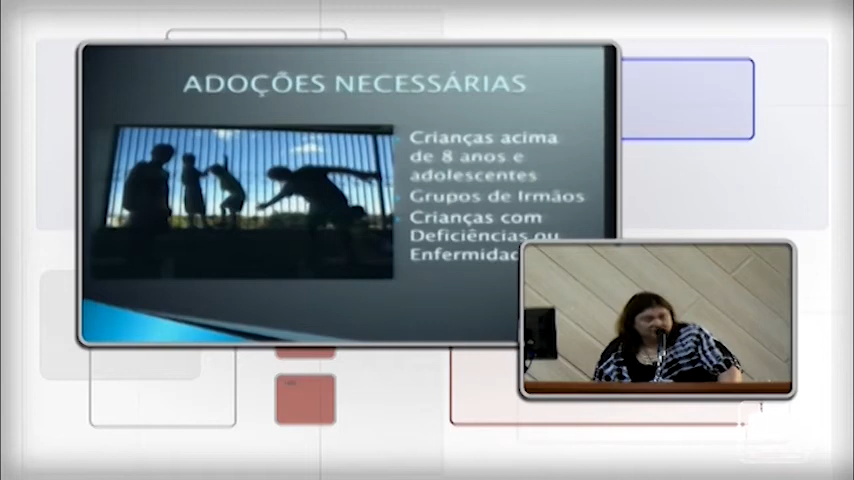 ADOÇÕES NECESSÁRIAS
Crianças acima
de 8 anos e
adolescentes
Grupos de Irmãos
Crianças com
Deficiências ou